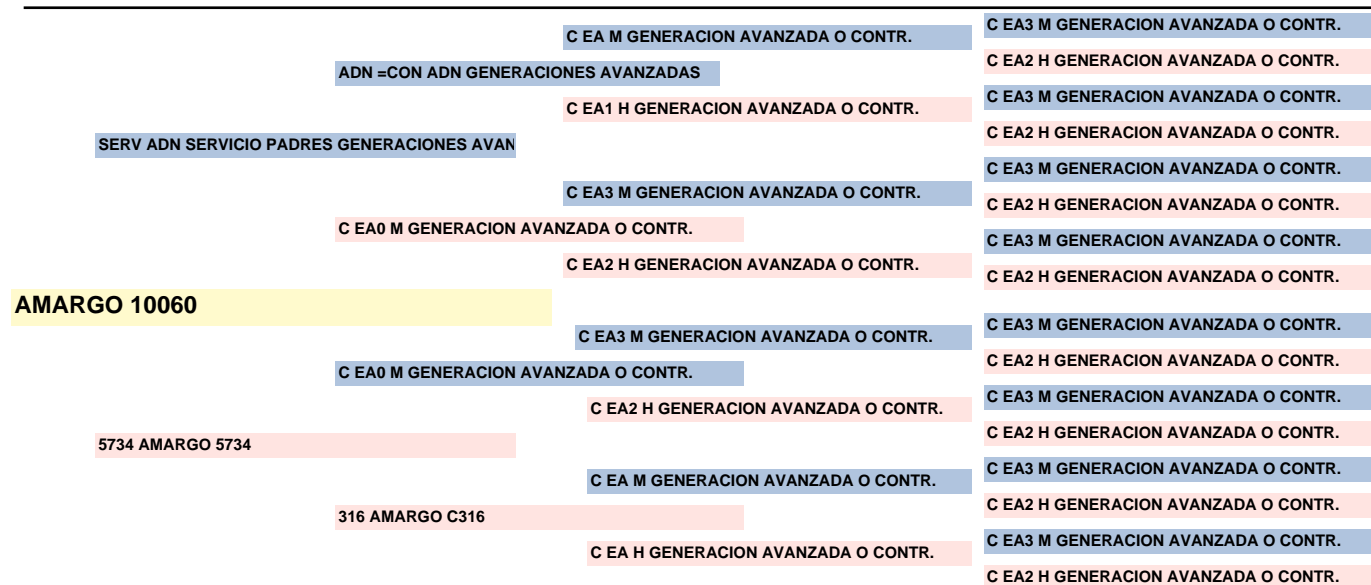 C EA3 M GENERACION AVANZADA O CONTR.
C EA M GENERACION AVANZADA O CONTR.
C EA2 H GENERACION AVANZADA O CONTR.
ADN =CON ADN GENERACIONES AVANZADAS
C EA3 M GENERACION AVANZADA O CONTR.
C EA1 H GENERACION AVANZADA O CONTR.
C EA2 H GENERACION AVANZADA O CONTR.
SERV ADN SERVICIO PADRES GENERACIONES AVAN
C EA3 M GENERACION AVANZADA O CONTR.
C EA3 M GENERACION AVANZADA O CONTR.
C EA2 H GENERACION AVANZADA O CONTR.
C EA0 M GENERACION AVANZADA O CONTR.
C EA3 M GENERACION AVANZADA O CONTR.
C EA2 H GENERACION AVANZADA O CONTR.
C EA2 H GENERACION AVANZADA O CONTR.
AMARGO 10060
C EA3 M GENERACION AVANZADA O CONTR.
C EA3 M GENERACION AVANZADA O CONTR.
C EA2 H GENERACION AVANZADA O CONTR.
C EA0 M GENERACION AVANZADA O CONTR.
C EA3 M GENERACION AVANZADA O CONTR.
C EA2 H GENERACION AVANZADA O CONTR.
C EA2 H GENERACION AVANZADA O CONTR.
5734 AMARGO 5734
C EA3 M GENERACION AVANZADA O CONTR.
C EA M GENERACION AVANZADA O CONTR.
C EA2 H GENERACION AVANZADA O CONTR.
316 AMARGO C316
C EA3 M GENERACION AVANZADA O CONTR.
C EA H GENERACION AVANZADA O CONTR.
C EA2 H GENERACION AVANZADA O CONTR.